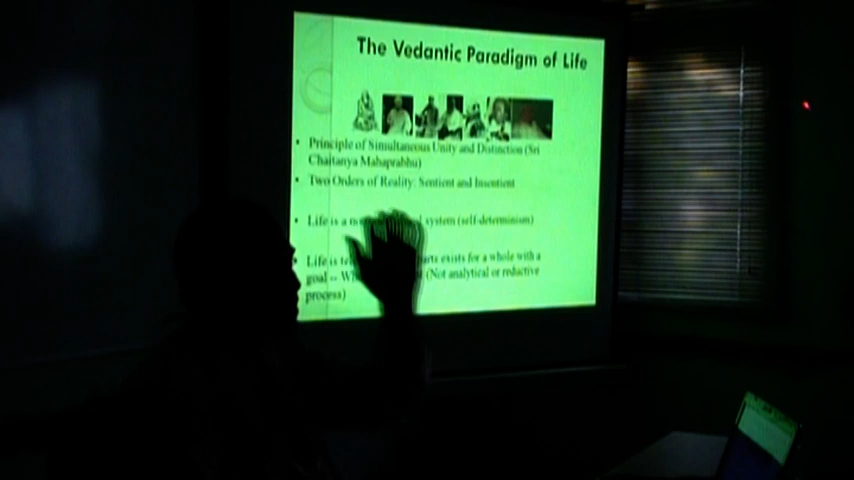 The Vedantic Paradigm of Life
• Principle of Simultaneous Unity and Distinction (Sri
Chaitanya Mahaprabhu)
• Two Orders of Reality: Sentient and Insentient
• Life is a system (self-determinism)
• Life is exists for a whole with a
goal -- (Not analytical or reductive
process)